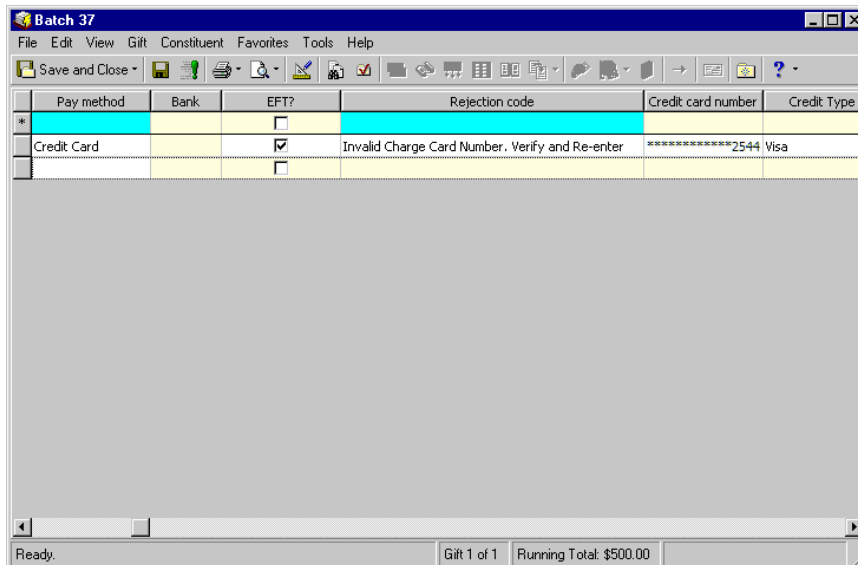 Batch 37
File Edit View Gift Constituent Favorites Tools Help
Save and Close
Pay method Bank EFT? Rejection code Credit card number Credit Type
*
Credit Card Invalid Charge Card Number. Verify and Re-enter ************2544 Visa
Ready. Gift 1 of 1 Running Total: $500.00